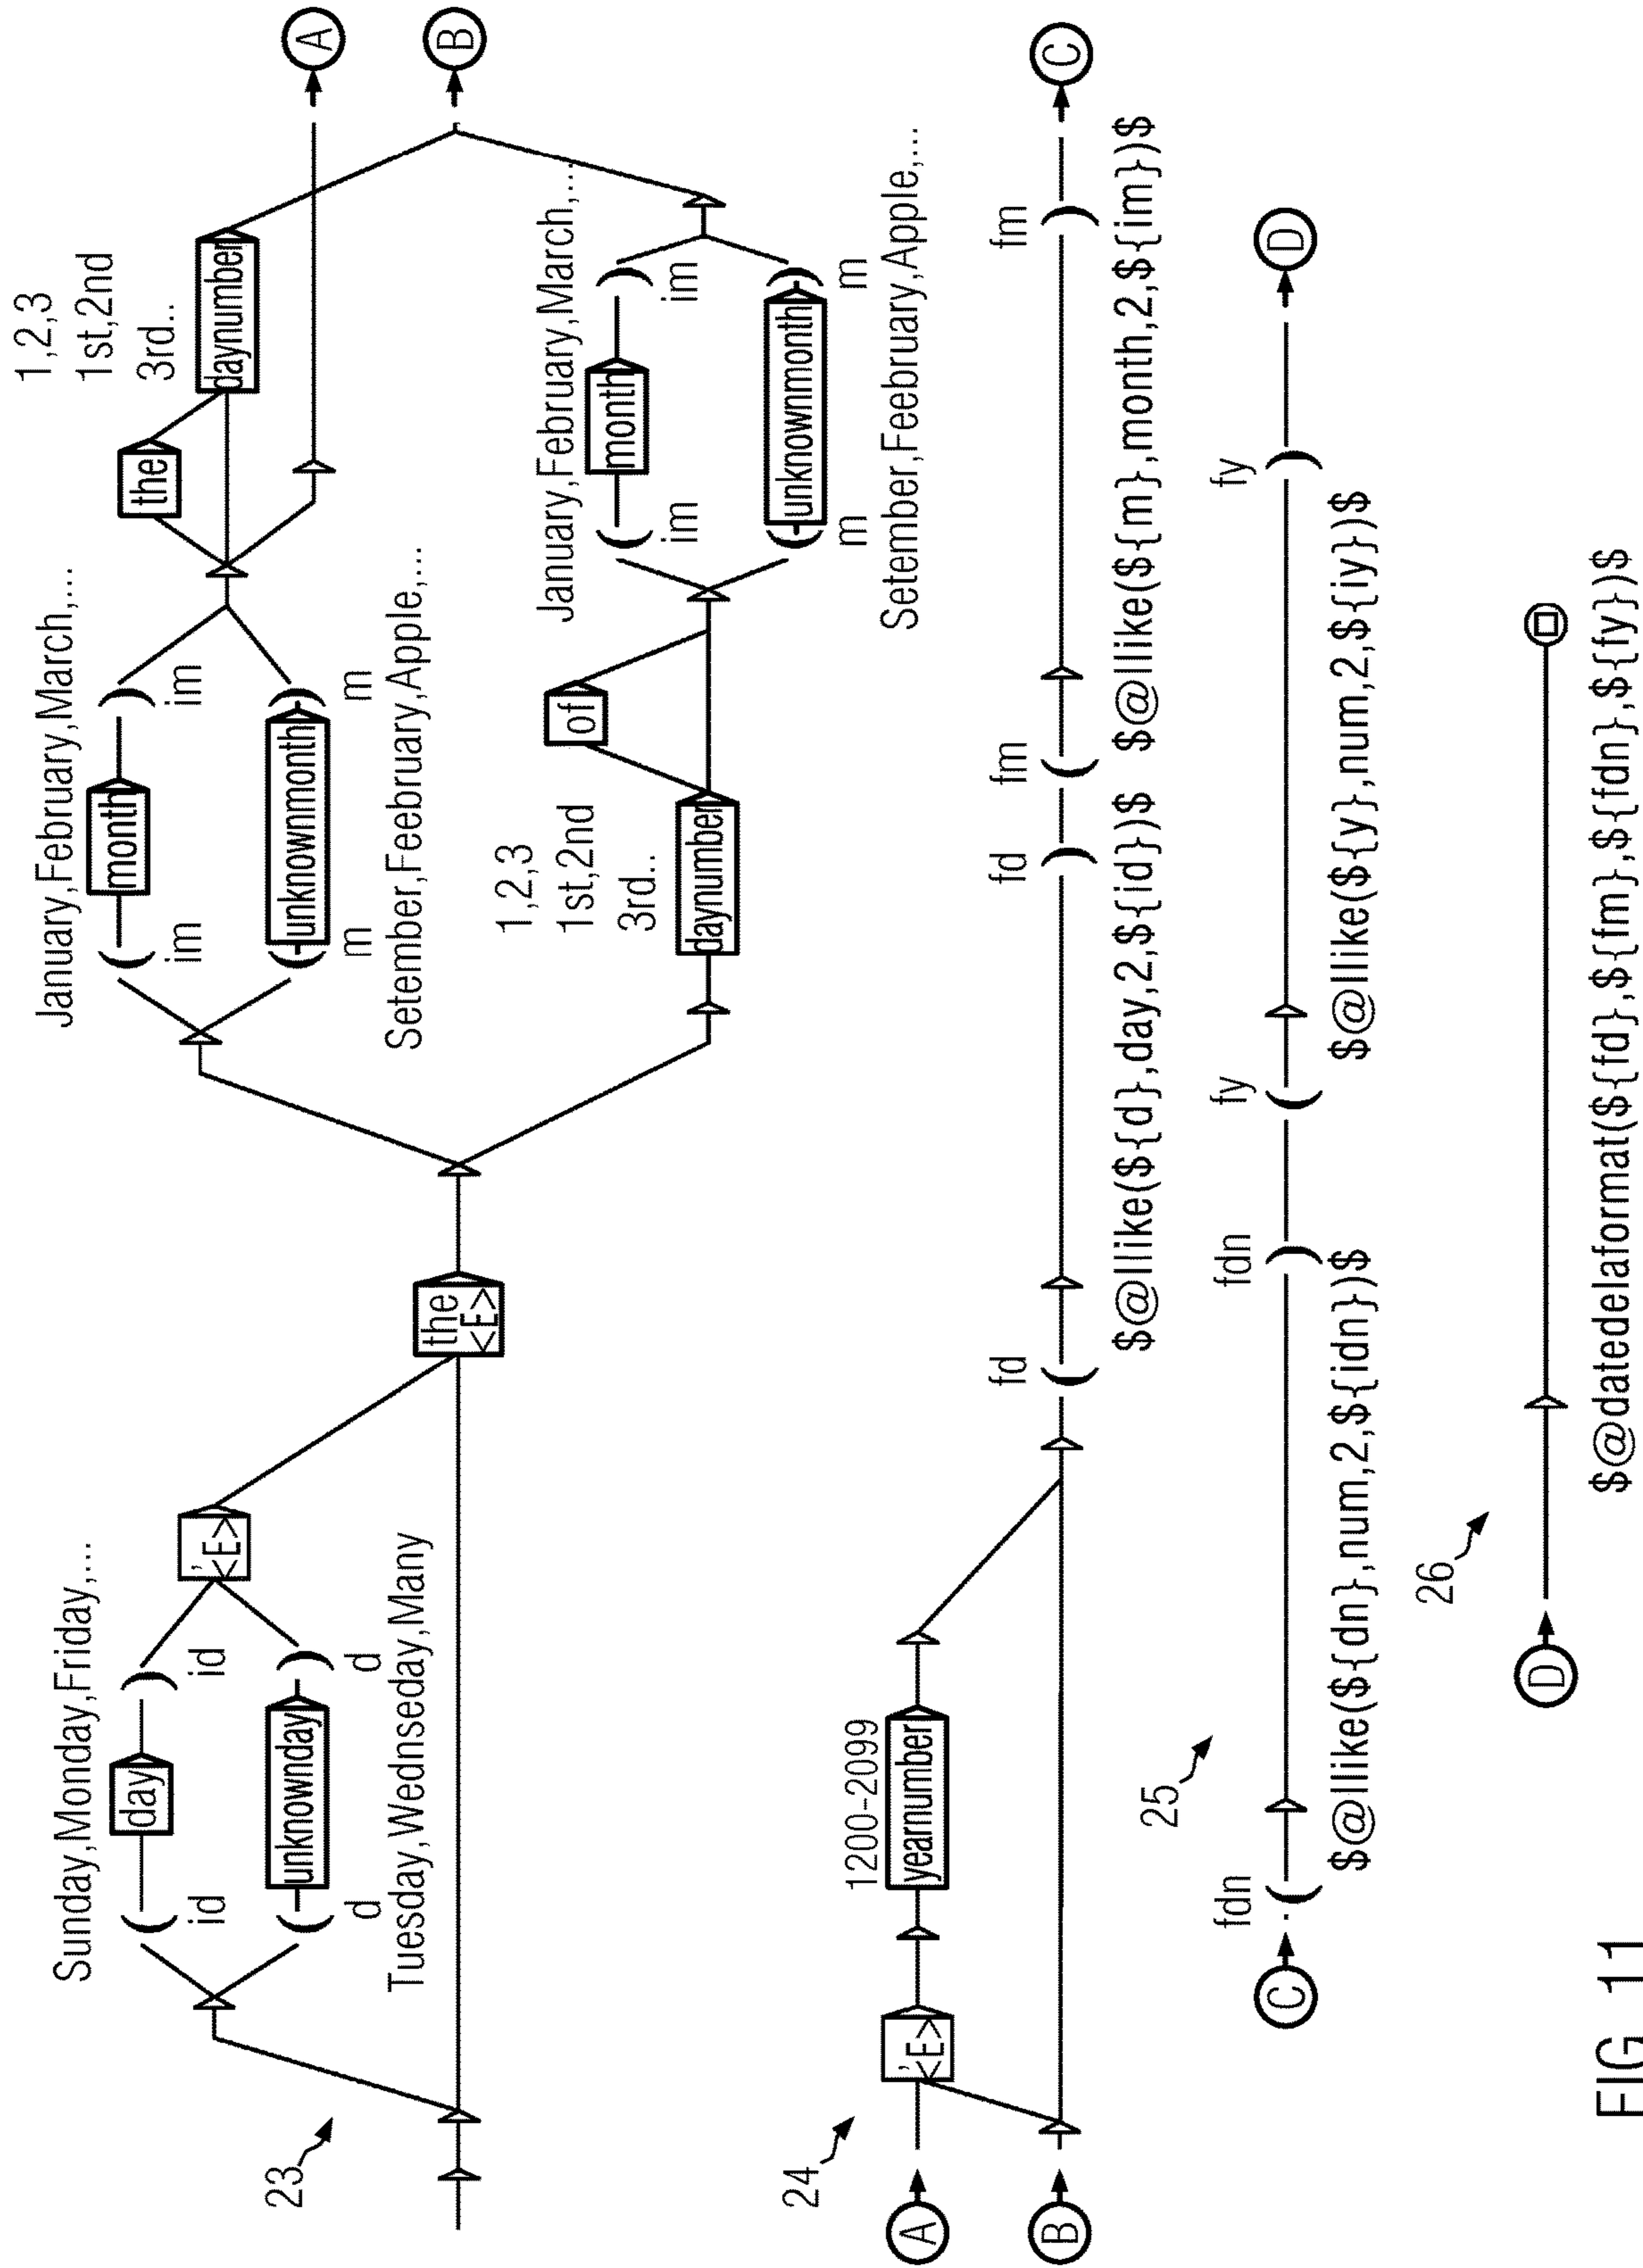 23
Sunday,Monday,Friday,...
( day )
id id
( unknownday )
d d
Tuesday,Wednseday,Many
,
<E>
the
<E>
January,February,March,...
( month )
im im
( unknownmonth )
m m
Setember,Feebruary,Apple,...
the
1,2,3
1st,2nd
3rd..
daynumber
A
B
1,2,3
1st,2nd
3rd..
daynumber
of
January,February,March,...
( month )
im im
( unknownmonth )
m m
Setember,Feebruary,Apple,...
24
A
,
<E>
1200-2099
yearnumber
B
fd fd fm fm
( ) ( )
C
$@llike(${d},day,2,${id})$ $@llike(${m},month,2,${im})$
25
fdn fdn fy fy
C ( ) ( ) D
$@llike(${dn},num,2,${idn})$ $@llike(${y},num,2,${iy})$
26
D
$@datedelaformat(${fd},${fm},${fdn},${fy})$
FIG 11